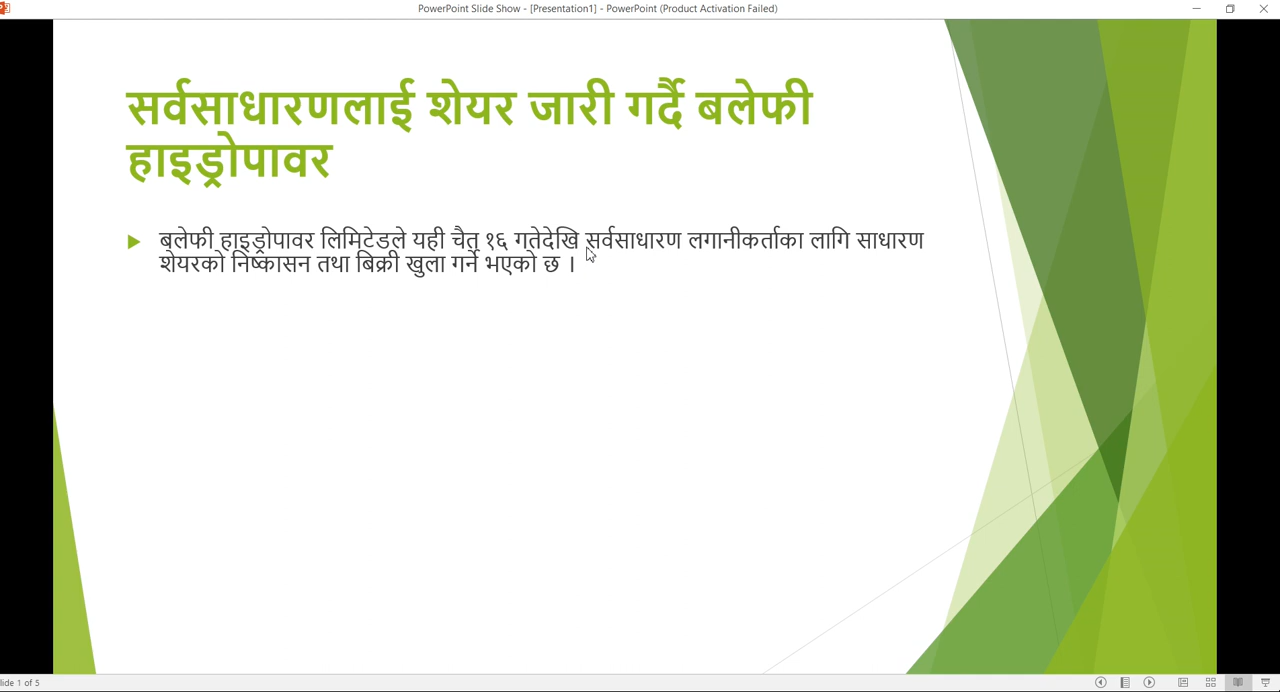 PowerPoint Slide Show - [Presentation1] - PowerPoint (Product Activation Failed)
सर्वसाधारणलाई शेयर जारी गर्दै बलेफी
हाइड्रोपावर
बलेफी हाइड्रोपावर लिमिटेडले यही चैत १६ गतेदेखि सर्वसाधारण लगानीकर्ताका लागि साधारण
शेयरको निष्कासन तथा बिक्री खुला गर्ने भएको छ ।
lide 1 of 5